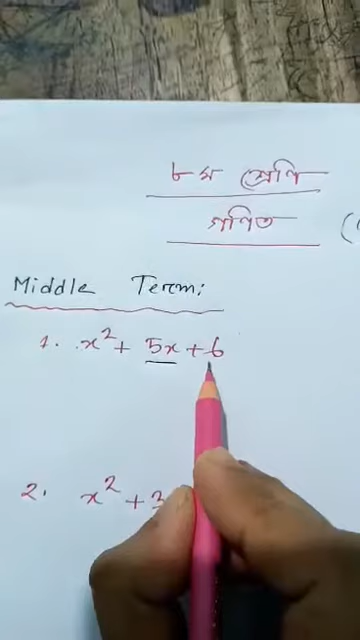 ৮ম শ্রেণি
গণিত
Middle Term:
1. x² + 5x + 6
2. x² + 3